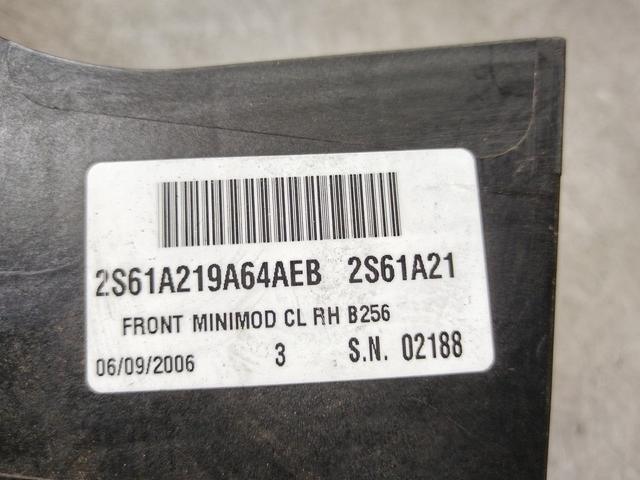 2S61A219A64AEB 2S61A21
FRONT MINIMOD CL RH B256
06/09/2006 3 S.N. 02188